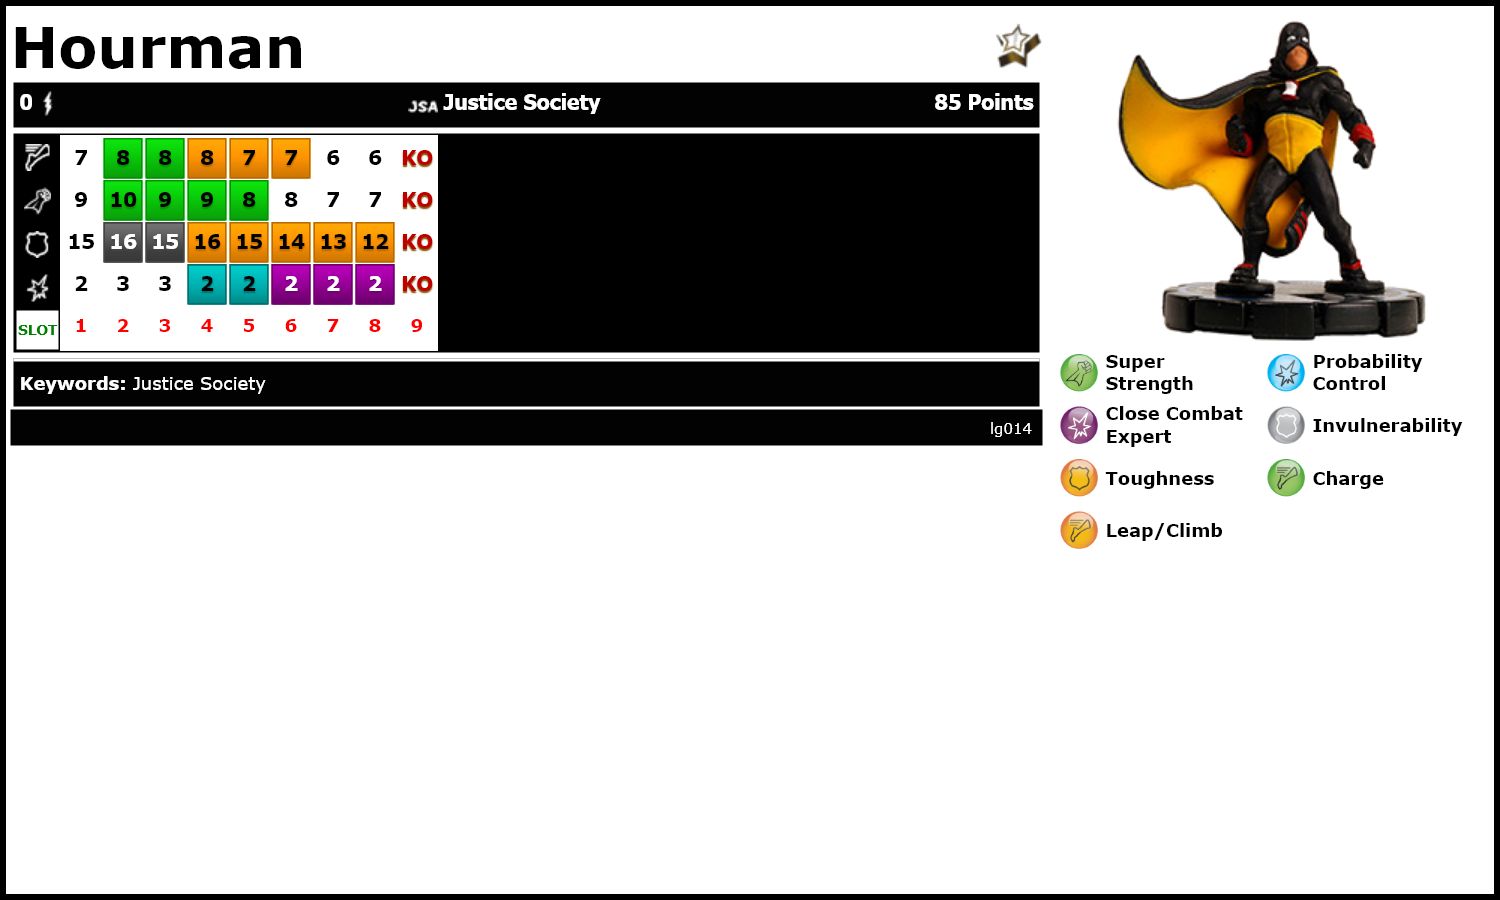 Hourman
0 JSA Justice Society 85 Points
7 8 8 8 7 7 6 6 KO
9 10 9 9 8 8 7 7 KO
15 16 15 16 15 14 13 12 KO
2 3 3 2 2 2 2 2 KO
SLOT 1 2 3 4 5 6 7 8 9
Keywords: Justice Society
lg014
Super
Strength
Probability
Control
Close Combat
Expert
Invulnerability
Toughness
Charge
Leap/Climb